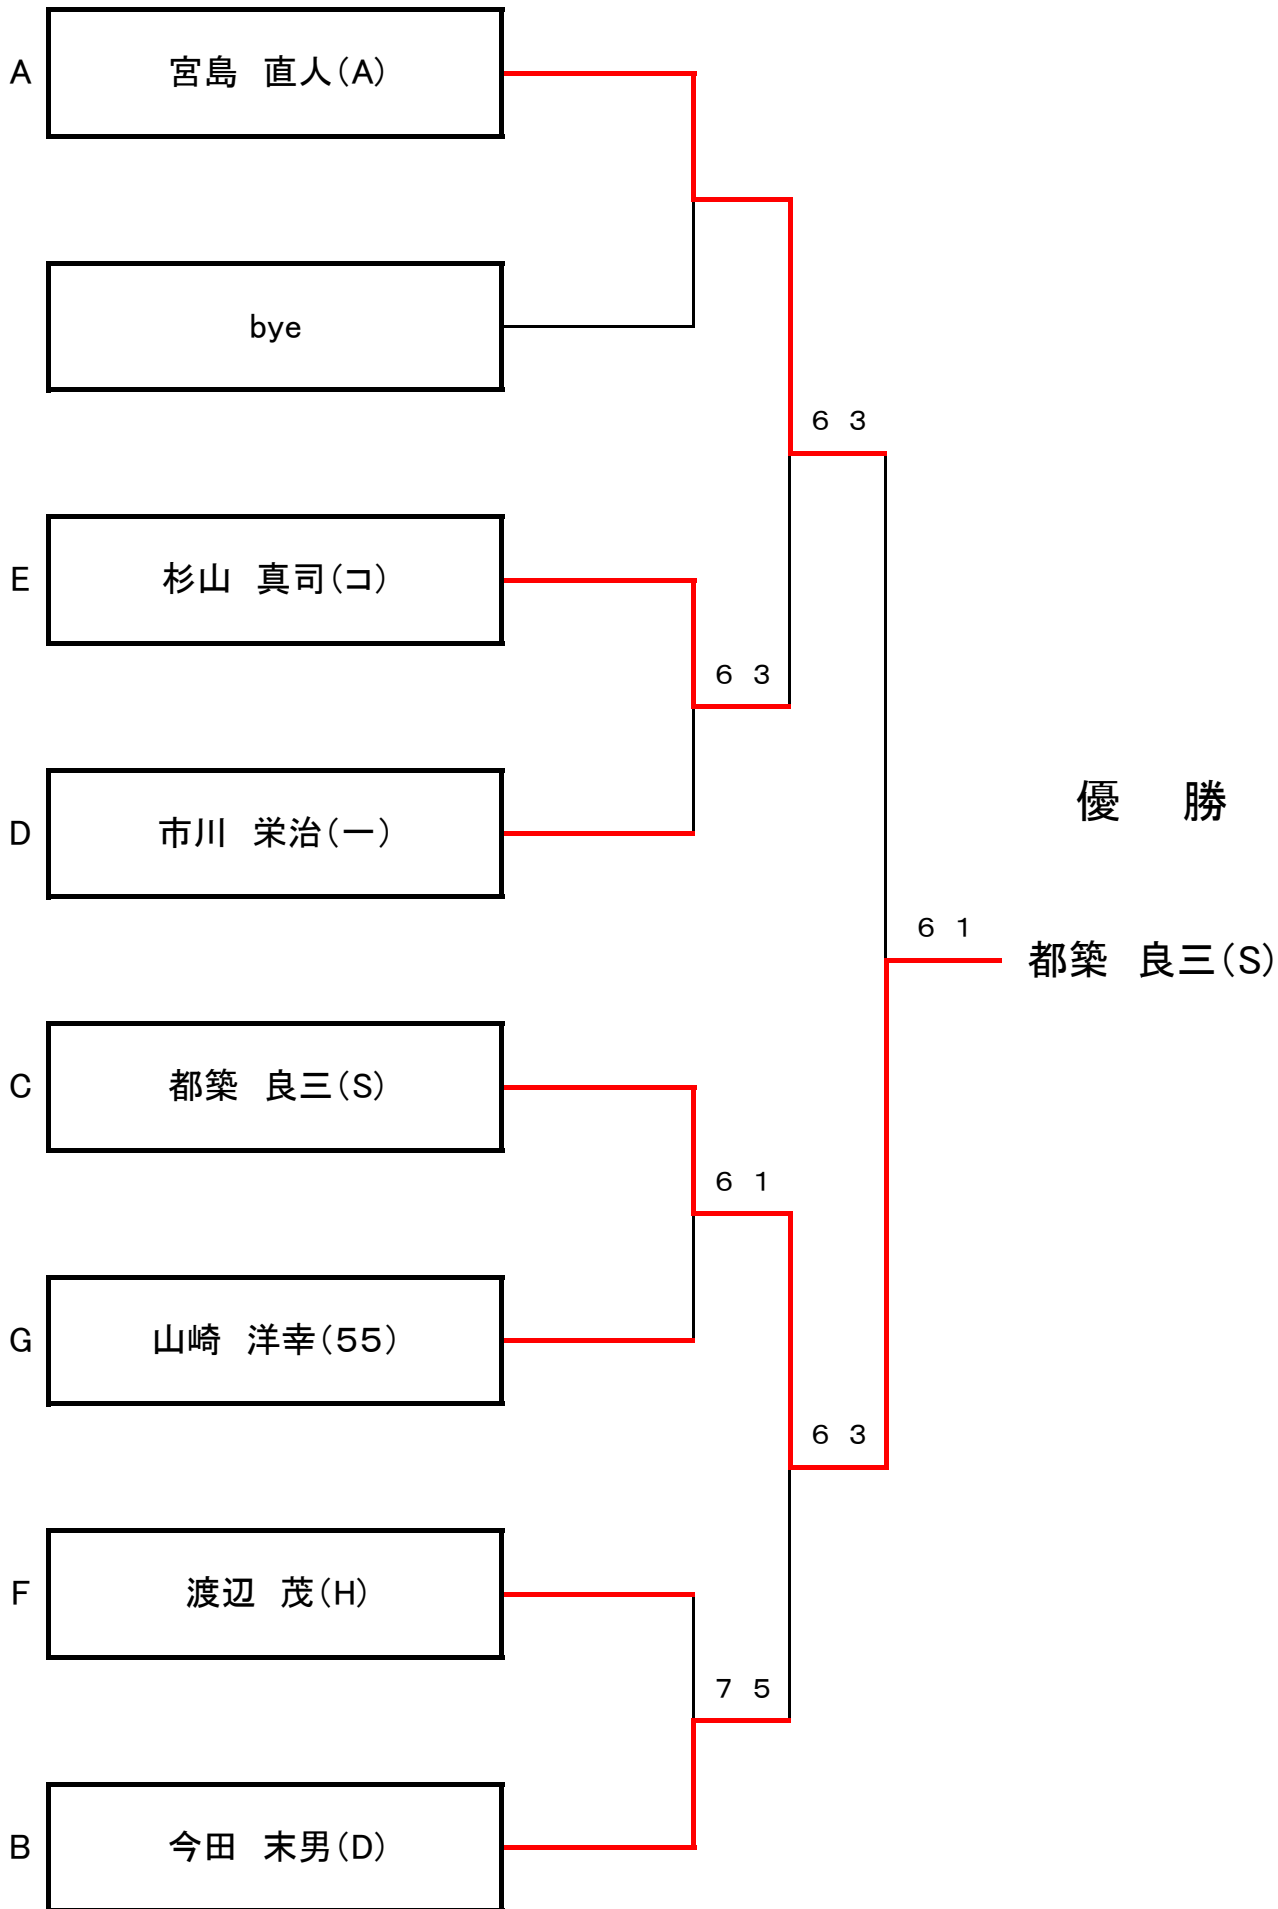 A 宮島　直人(A)
bye
６ ３
E 杉山　真司(コ)
６ ３
D 市川　栄治(一)
優　勝
６ １
都築　良三(S)
C 都築　良三(S)
６ １
G 山崎　洋幸(55)
６ ３
F 渡辺　茂(H)
７ ５
B 今田　末男(D)